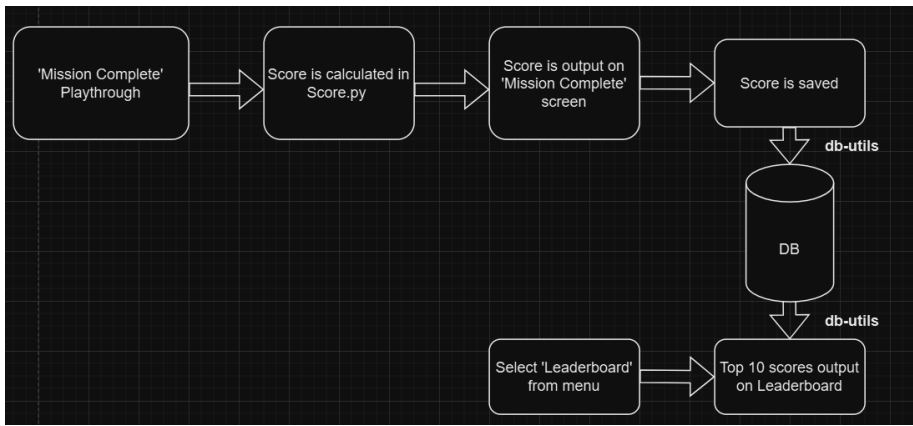 'Mission Complete'
Playthrough
Score is calculated in
Score.py
Score is output on
'Mission Complete'
screen
Score is saved
db-utils
DB
db-utils
Select 'Leaderboard'
from menu
Top 10 scores output
on Leaderboard